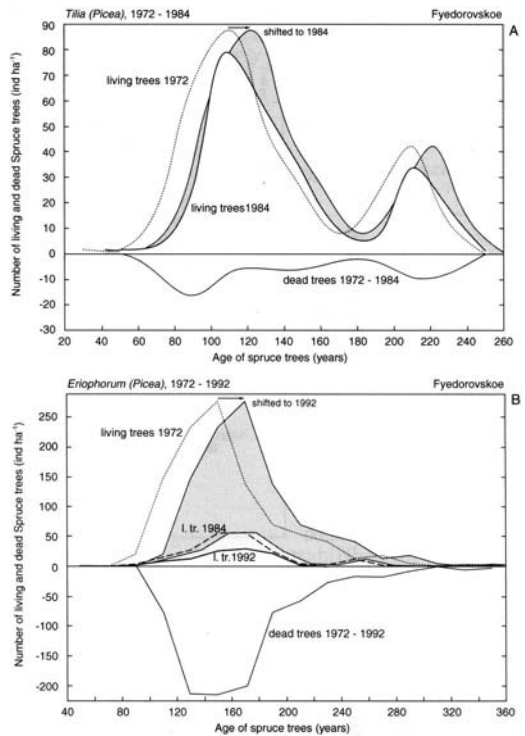 Tilia (Picea), 1972 - 1984 Fyedorovskoe
A
shifted to 1984
living trees 1972
living trees1984
dead trees 1972 - 1984
Number of living and dead Spruce trees (ind ha⁻¹)
90
80
70
60
50
40
30
20
10
0
-10
-20
-30
20 40 60 80 100 120 140 160 180 200 220 240 260
Age of spruce trees (years)
Eriophorum (Picea), 1972 - 1992 Fyedorovskoe
B
shifted to 1992
living trees 1972
l. tr. 1984
l. tr.1992
dead trees 1972 - 1992
Number of living and dead Spruce trees (ind ha⁻¹)
250
200
150
100
50
0
-50
-100
-150
-200
40 80 120 160 200 240 280 320 360
Age of spruce trees (years)